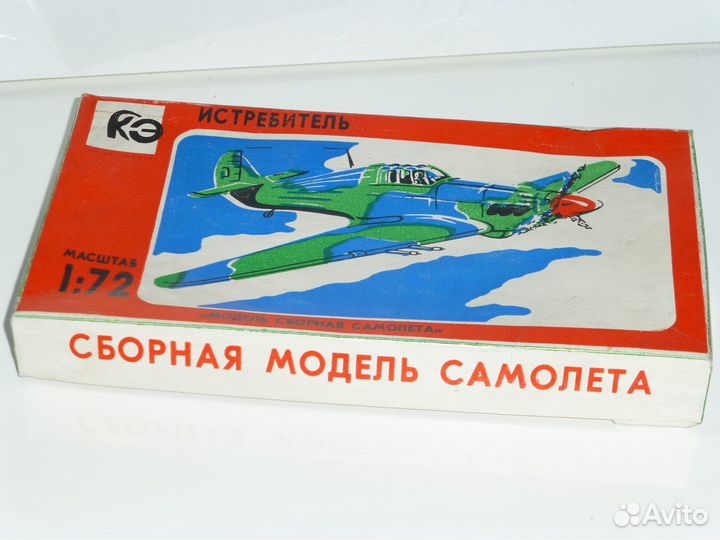 КЭ
ИСТРЕБИТЕЛЬ
МАСШТАБ
1:72
«МОДЕЛЬ СБОРНАЯ САМОЛЕТА»
СБОРНАЯ МОДЕЛЬ САМОЛЕТА
Avito